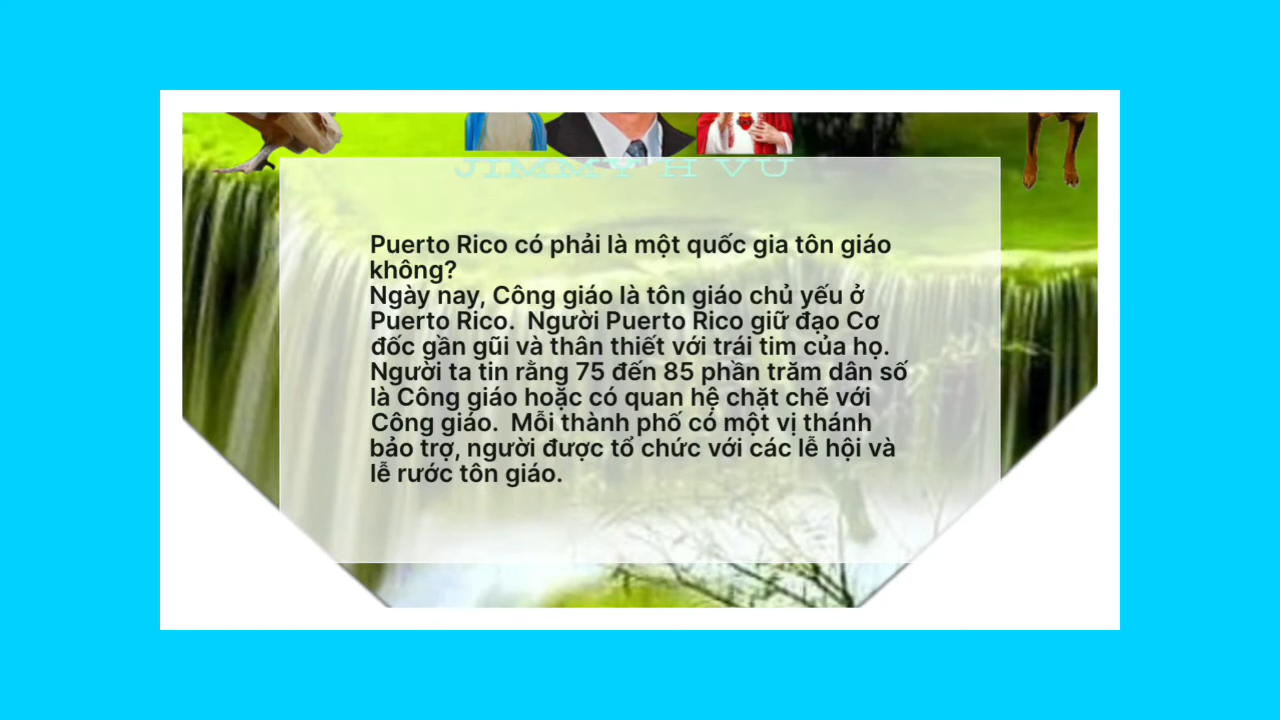 JIMMY H VU
Puerto Rico có phải là một quốc gia tôn giáo
không?
Ngày nay, Công giáo là tôn giáo chủ yếu ở
Puerto Rico.  Người Puerto Rico giữ đạo Cơ
đốc gần gũi và thân thiết với trái tim của họ.
Người ta tin rằng 75 đến 85 phần trăm dân số
là Công giáo hoặc có quan hệ chặt chẽ với
Công giáo.  Mỗi thành phố có một vị thánh
bảo trợ, người được tổ chức với các lễ hội và
lễ rước tôn giáo.